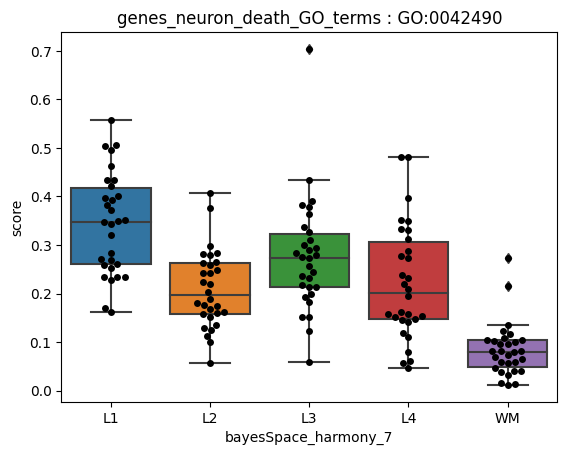 genes_neuron_death_GO_terms : GO:0042490
0.7
0.6
0.5
0.4
0.3
0.2
0.1
0.0
score
L1 L2 L3 L4 WM
bayesSpace_harmony_7